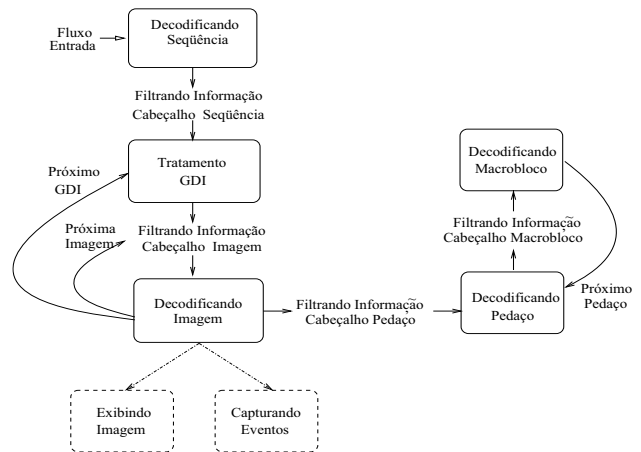 Fluxo
Entrada
Decodificando
Seqüência
Filtrando Informação
Cabeçalho Seqüência
Próximo
GDI
Tratamento
GDI
Próxima
Imagem
Filtrando Informação
Cabeçalho Imagem
Decodificando
Imagem
Filtrando Informação
Cabeçalho Pedaço
Decodificando
Macrobloco
Filtrando Informação
Cabeçalho Macrobloco
Decodificando
Pedaço
Próximo
Pedaço
Exibindo
Imagem
Capturando
Eventos